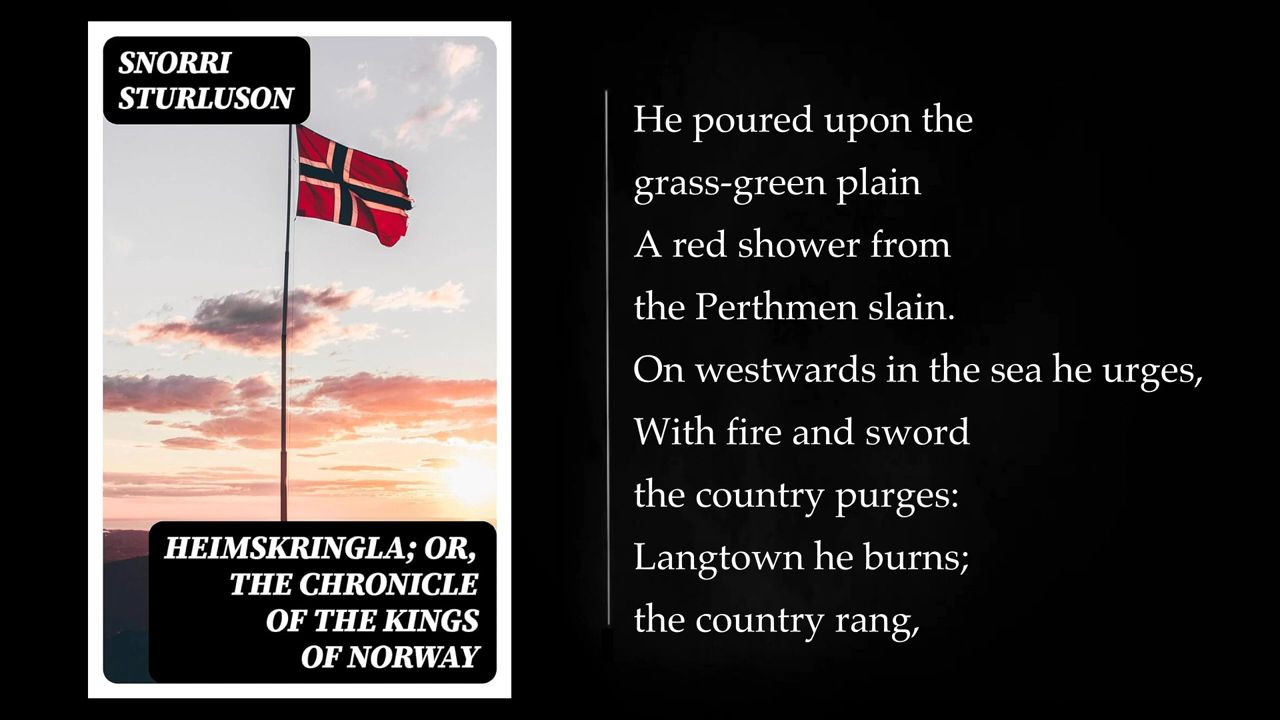 SNORRI
STURLUSON
HEIMSKRINGLA; OR,
THE CHRONICLE
OF THE KINGS
OF NORWAY
He poured upon the
grass-green plain
A red shower from
the Perthmen slain.
On westwards in the sea he urges,
With fire and sword
the country purges:
Langtown he burns;
the country rang,